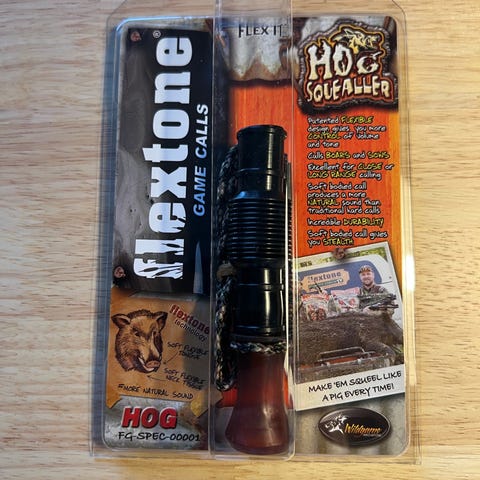 FLEX IT
flextone
GAME CALLS
HOG
SQUEALLER
Patented FLEXIBLE
design gives you more
CONTROL of volume
and tone
Calls BOARS and SOWS
Excellent for CLOSE or
LONG RANGE calling
Soft bodied call
produces a more
NATURAL sound than
traditional hard calls
Incredible DURABILITY
Soft bodied call gives
you STEALTH
flextone
flextone
technology
SOFT FLEXIBLE
SOFT FLEXIBLE
NECK
MORE NATURAL SOUND
HOG
FG-SPEC-00001
MAKE 'EM SQUEEL LIKE
A PIG EVERY TIME!
Wildgame